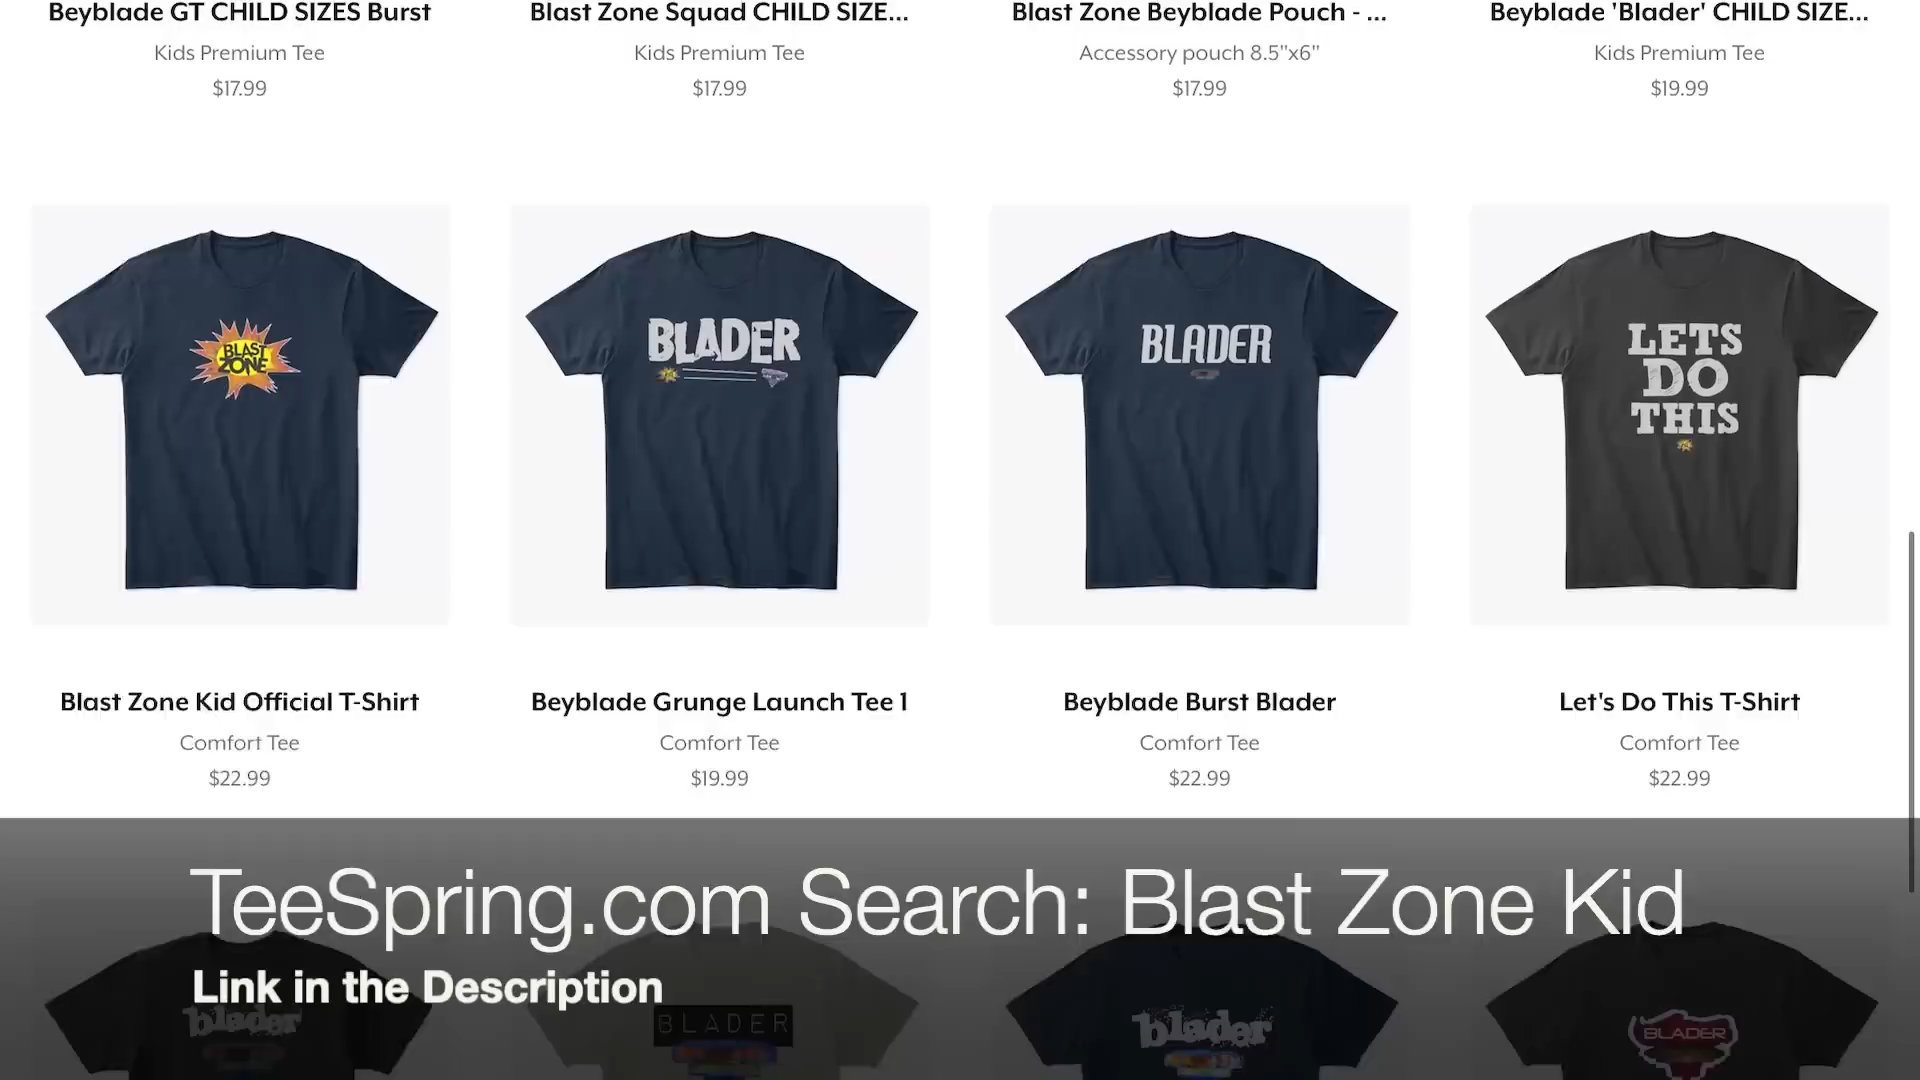 Beyblade GT CHILD SIZES Burst
Blast Zone Squad CHILD SIZE...
Blast Zone Beyblade Pouch - ...
Beyblade 'Blader' CHILD SIZE...
Kids Premium Tee
Kids Premium Tee
Accessory pouch 8.5"x6"
Kids Premium Tee
$17.99
$17.99
$17.99
$19.99
BLAST
ZONE
BLADER
BLADER
LETS
DO
THIS
Blast Zone Kid Official T-Shirt
Beyblade Grunge Launch Tee 1
Beyblade Burst Blader
Let's Do This T-Shirt
Comfort Tee
Comfort Tee
Comfort Tee
Comfort Tee
$22.99
$19.99
$22.99
$22.99
TeeSpring.com Search: Blast Zone Kid
Link in the Description
blader
BLADER
blader
BLADER